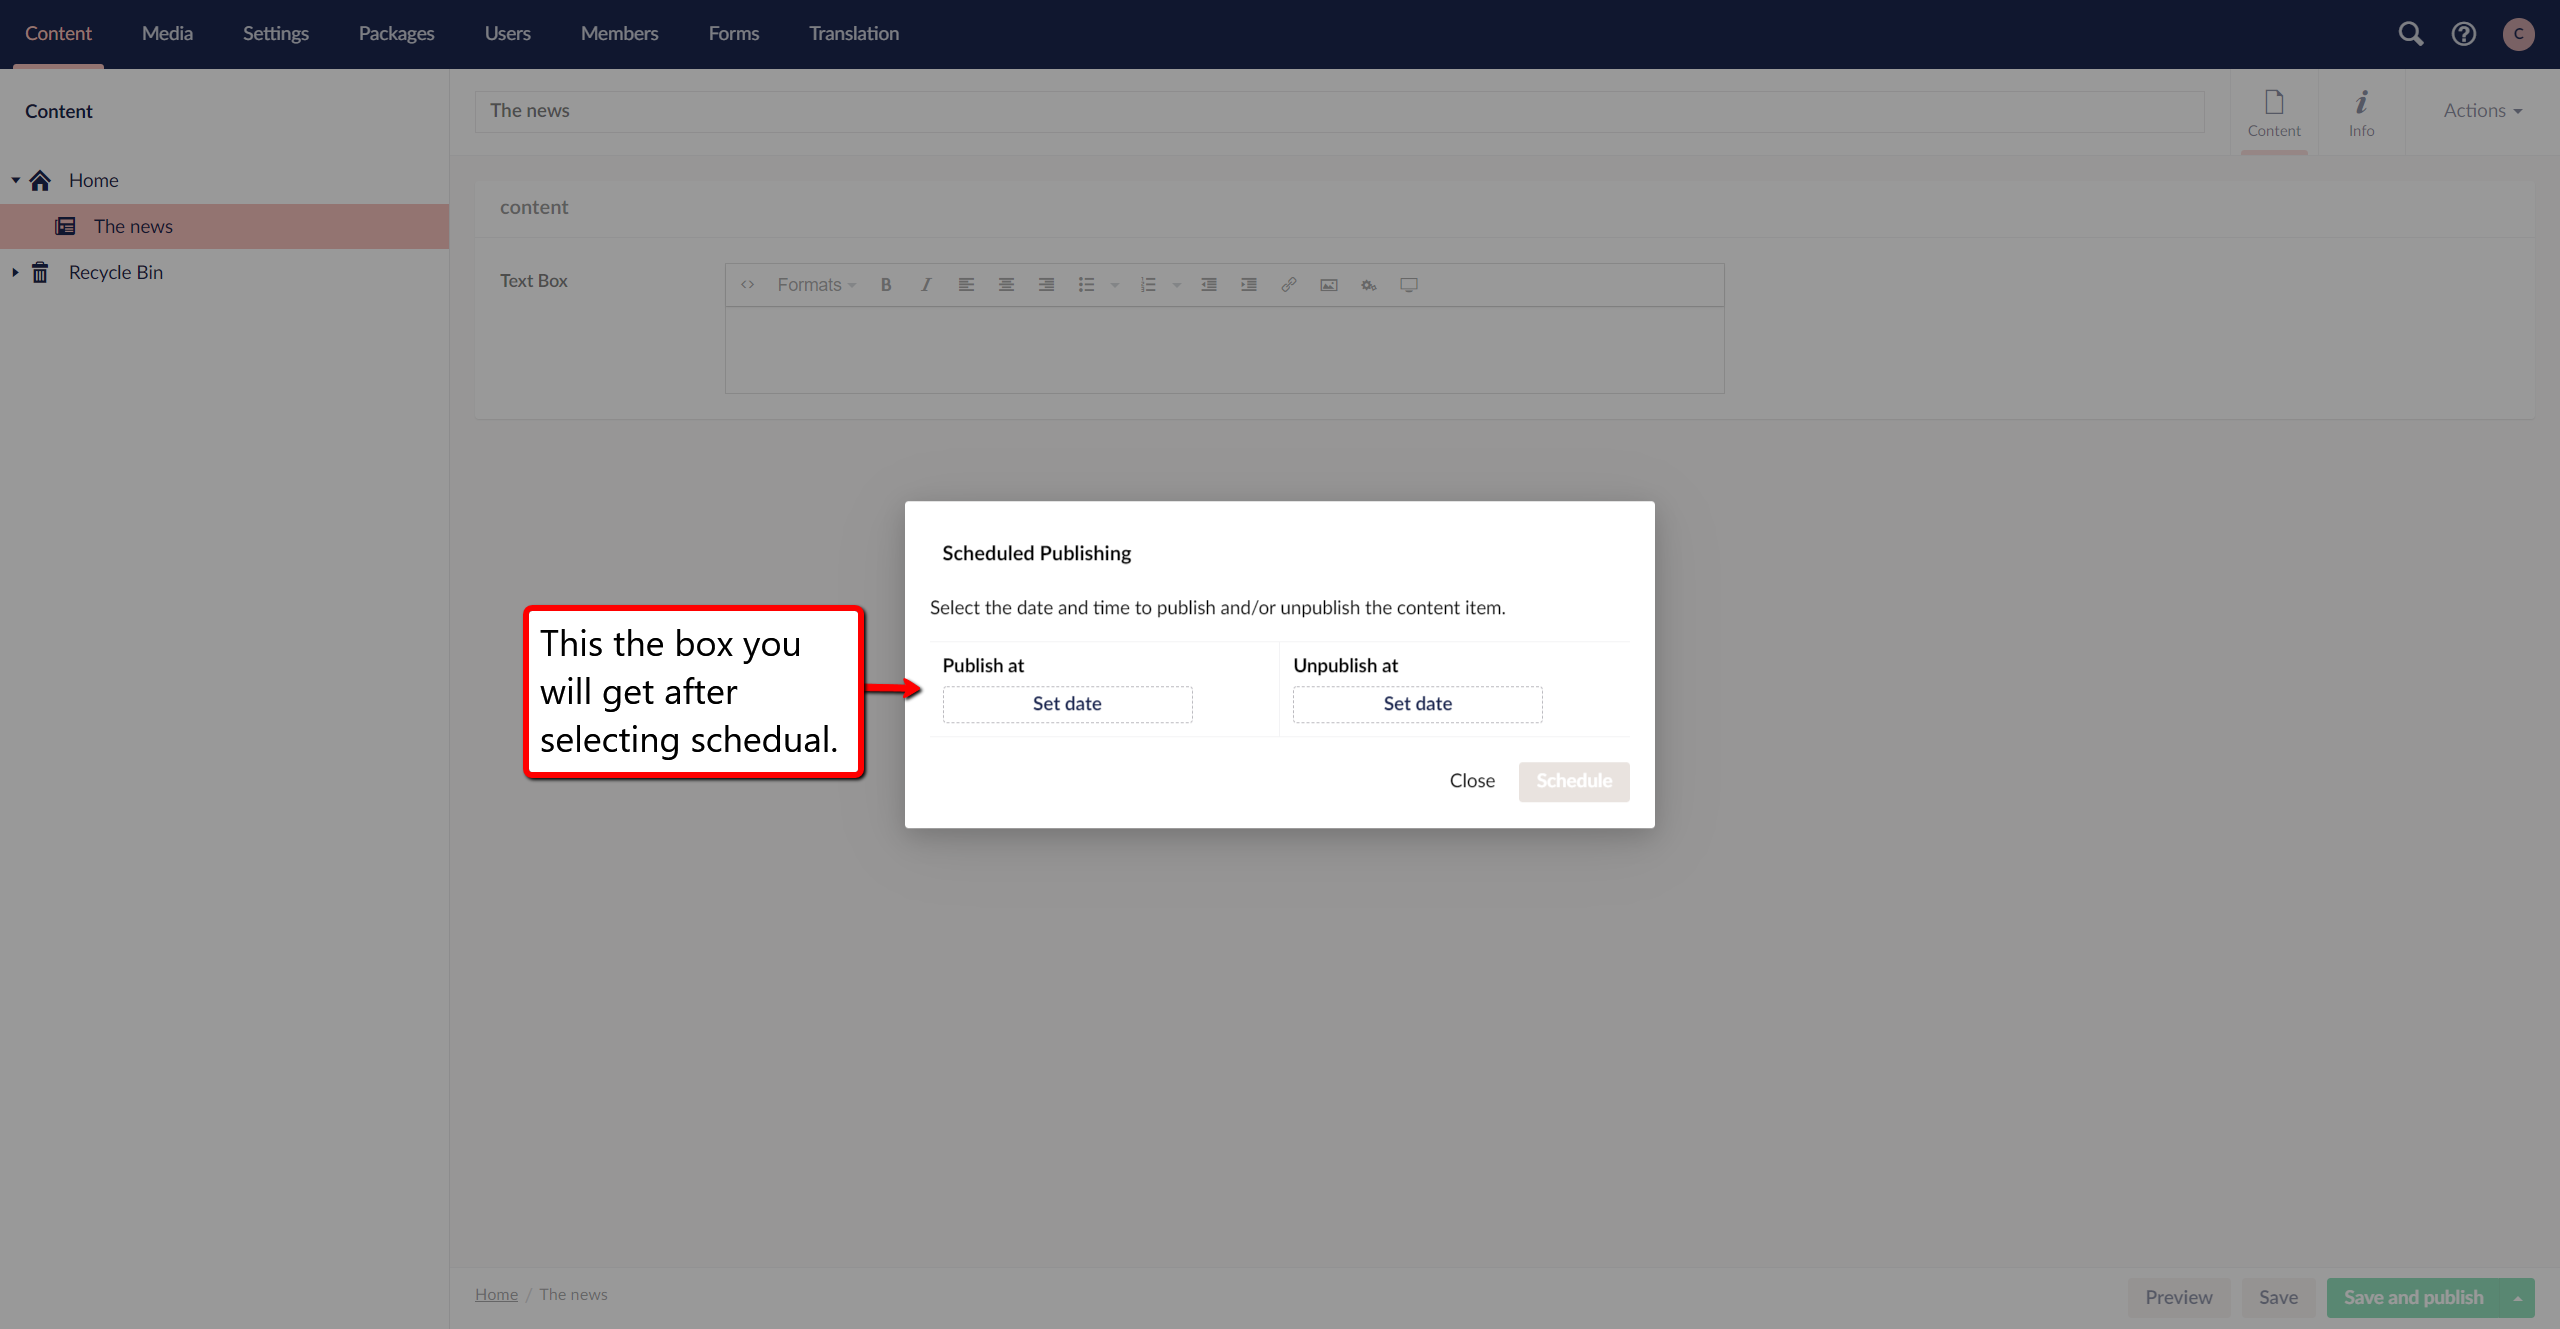 Content Media Settings Packages Users Members Forms Translation C
Content
Home
The news
Recycle Bin
The news
Content
Info
Actions
content
Text Box
Formats B I
Scheduled Publishing
Select the date and time to publish and/or unpublish the content item.
Publish at
Set date
Unpublish at
Set date
Close Schedule
This the box you
will get after
selecting schedual.
Home / The news
Preview Save Save and publish